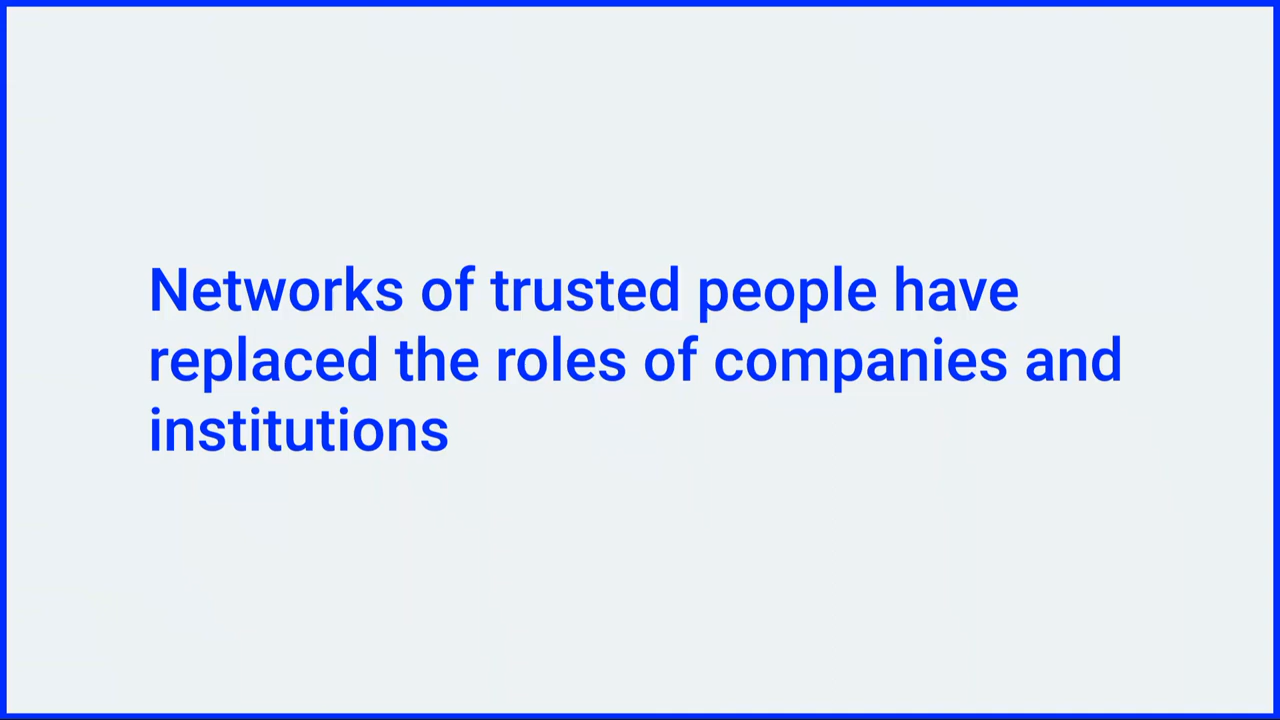 Networks of trusted people have
replaced the roles of companies and
institutions